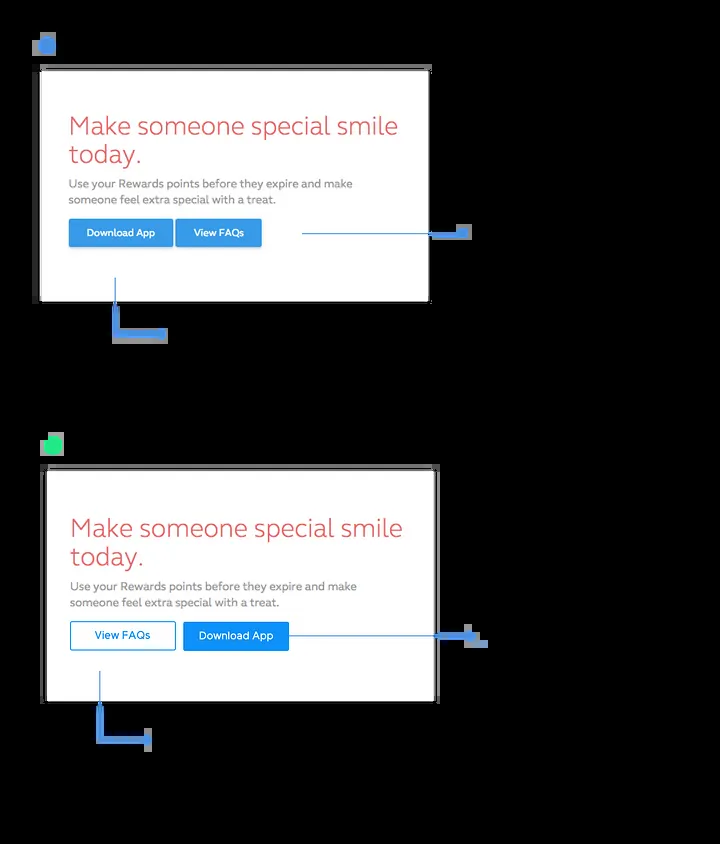 Make someone special smile
today.
Use your Rewards points before they expire and make
someone feel extra special with a treat.
Download App
View FAQs
Make someone special smile
today.
Use your Rewards points before they expire and make
someone feel extra special with a treat.
View FAQs
Download App